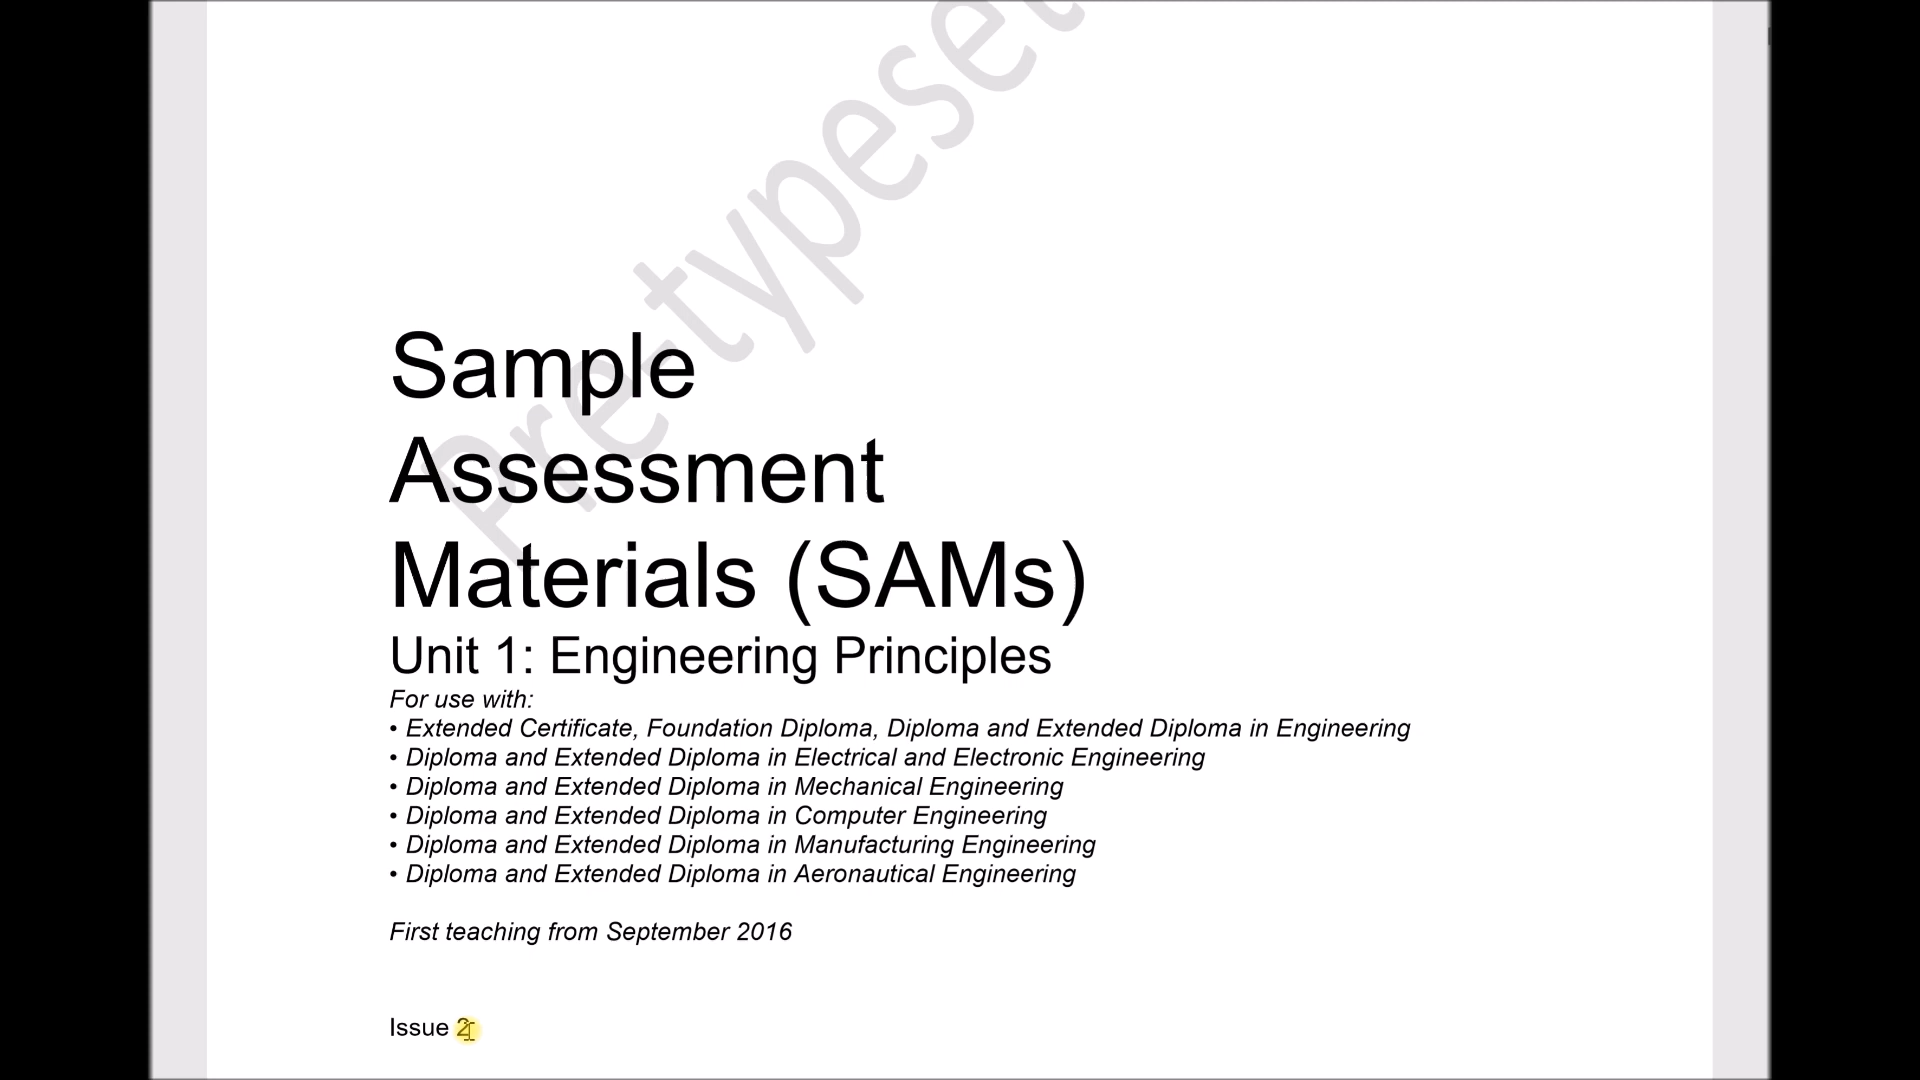 Pre-typeset
Sample
Assessment
Materials (SAMs)
Unit 1: Engineering Principles
For use with:
• Extended Certificate, Foundation Diploma, Diploma and Extended Diploma in Engineering
• Diploma and Extended Diploma in Electrical and Electronic Engineering
• Diploma and Extended Diploma in Mechanical Engineering
• Diploma and Extended Diploma in Computer Engineering
• Diploma and Extended Diploma in Manufacturing Engineering
• Diploma and Extended Diploma in Aeronautical Engineering
First teaching from September 2016
Issue 2